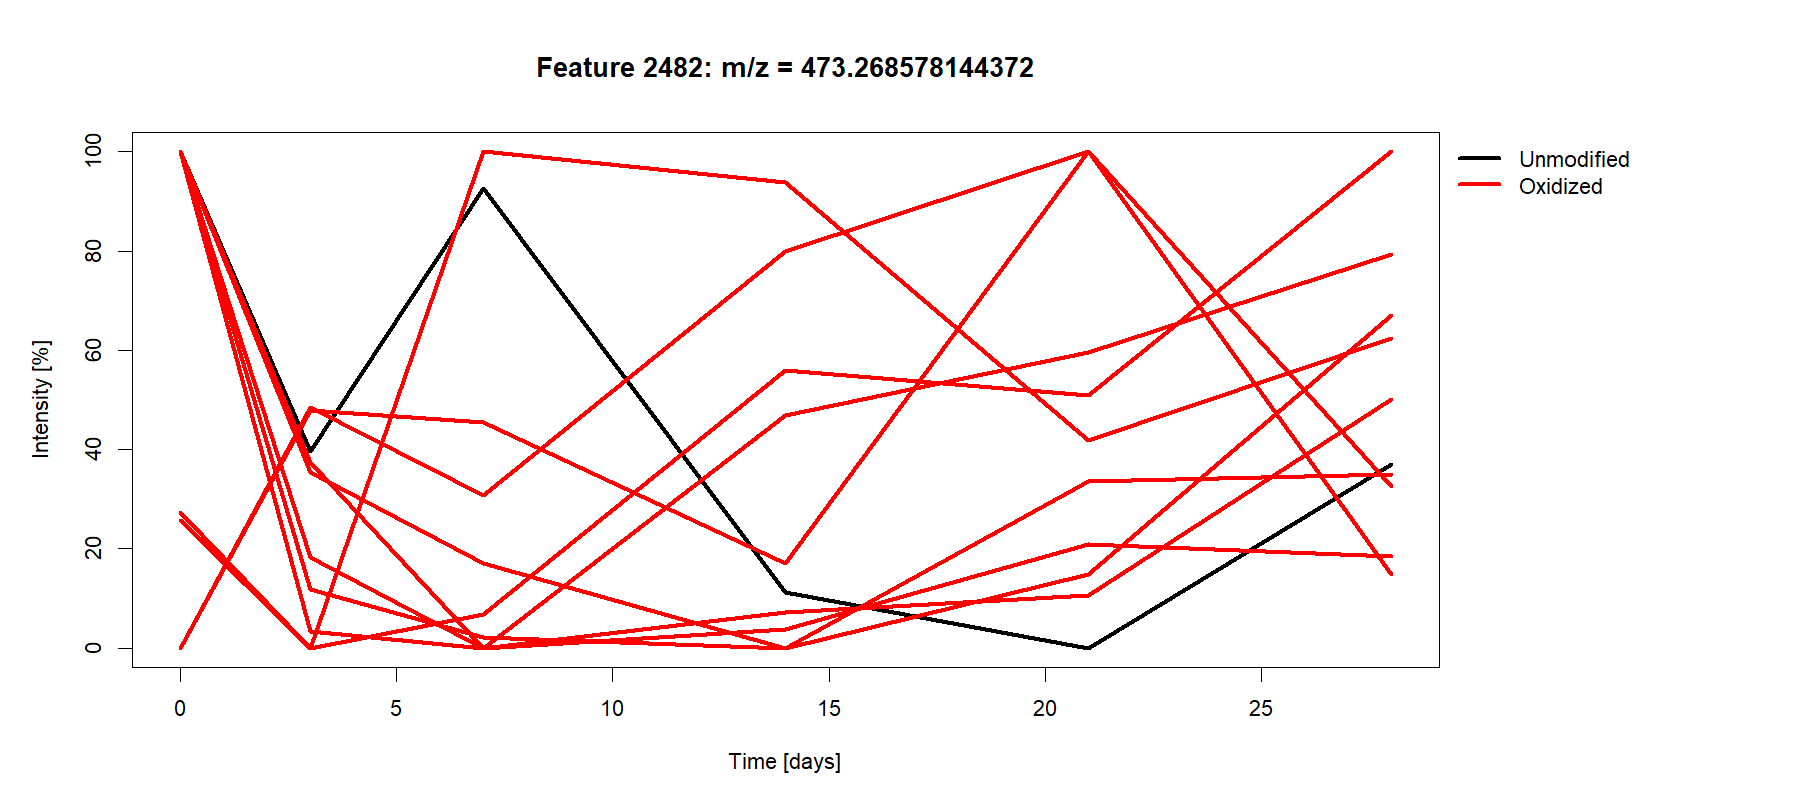 Feature 2482: m/z = 473.268578144372
Unmodified
Oxidized
Intensity [%]
100
80
60
40
20
0
0 5 10 15 20 25
Time [days]